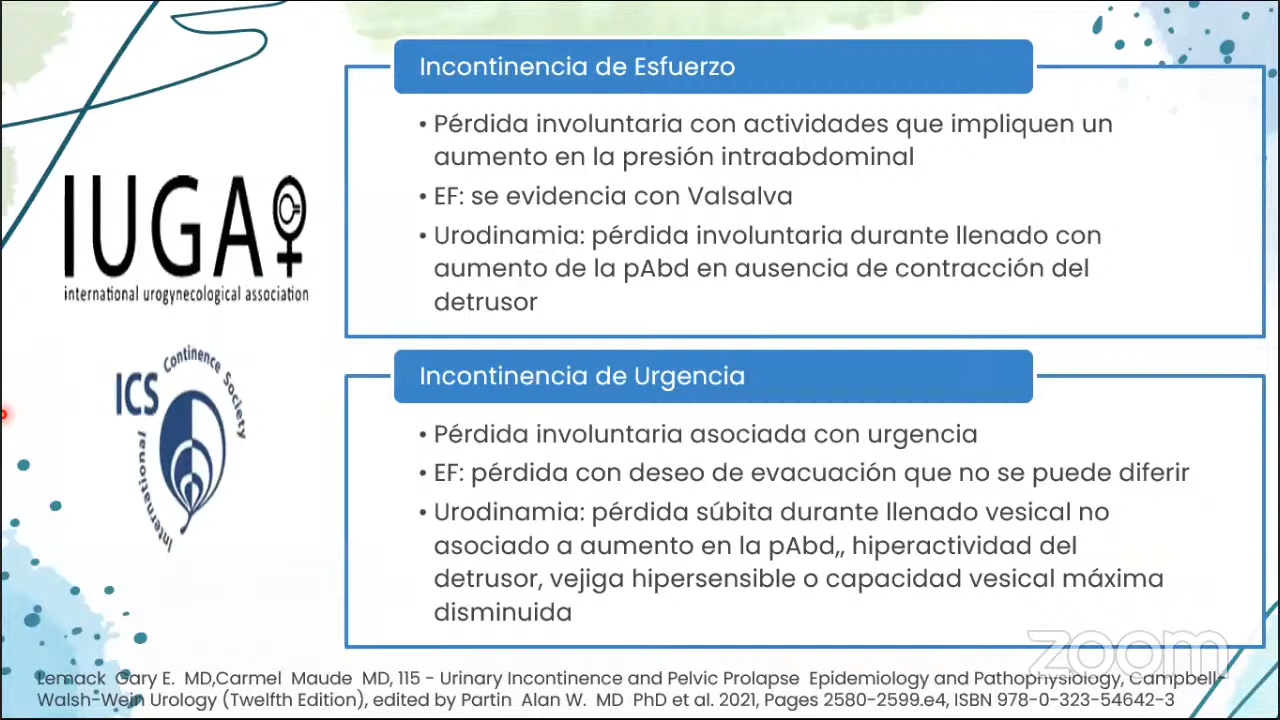 IUGA
international urogynecological association
ICS
International Continence Society
Incontinencia de Esfuerzo
• Pérdida involuntaria con actividades que impliquen un
aumento en la presión intraabdominal
• EF: se evidencia con Valsalva
• Urodinamia: pérdida involuntaria durante llenado con
aumento de la pAbd en ausencia de contracción del
detrusor
Incontinencia de Urgencia
• Pérdida involuntaria asociada con urgencia
• EF: pérdida con deseo de evacuación que no se puede diferir
• Urodinamia: pérdida súbita durante llenado vesical no
asociado a aumento en la pAbd,, hiperactividad del
detrusor, vejiga hipersensible o capacidad vesical máxima
disminuida
zoom
Lemack Gary E. MD,Carmel Maude MD, 115 - Urinary Incontinence and Pelvic Prolapse Epidemiology and Pathophysiology, Campbell-
Walsh-Wein Urology (Twelfth Edition), edited by Partin Alan W. MD PhD et al. 2021, Pages 2580-2599.e4, ISBN 978-0-323-54642-3